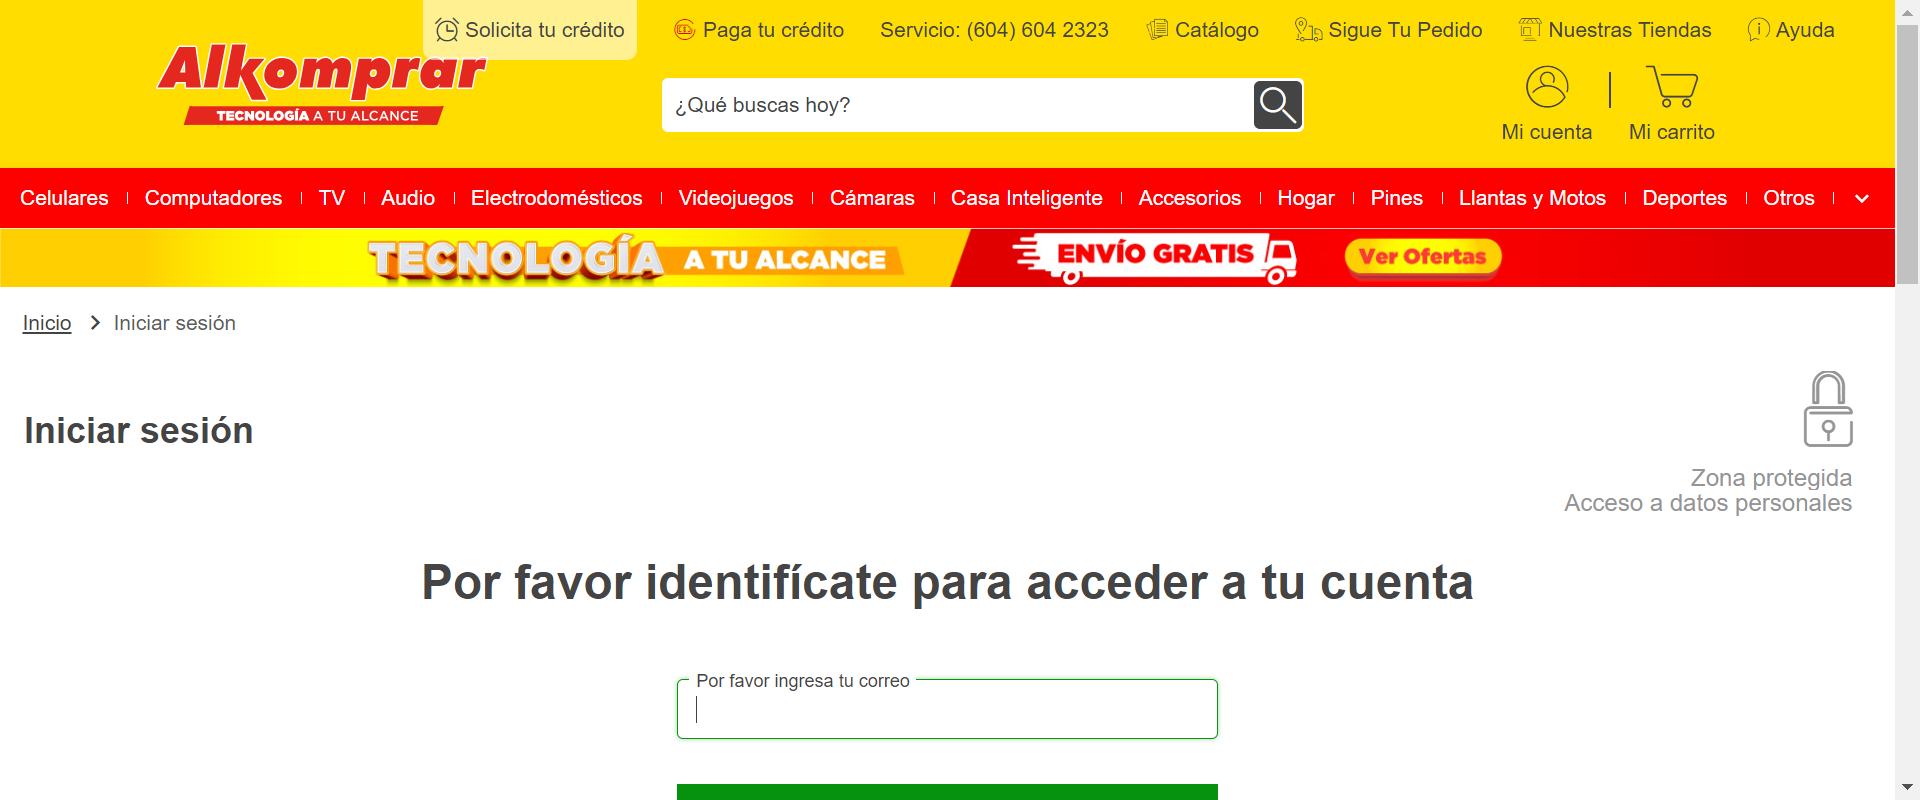 Solicita tu crédito
Paga tu crédito
Servicio: (604) 604 2323
Catálogo
Sigue Tu Pedido
Nuestras Tiendas
Ayuda
Alkomprar
TECNOLOGÍA A TU ALCANCE
¿Qué buscas hoy?
Mi cuenta
Mi carrito
Celulares
Computadores
TV
Audio
Electrodomésticos
Videojuegos
Cámaras
Casa Inteligente
Accesorios
Hogar
Pines
Llantas y Motos
Deportes
Otros
TECNOLOGÍA A TU ALCANCE
ENVÍO GRATIS
Ver Ofertas
Inicio
Iniciar sesión
Iniciar sesión
Zona protegida
Acceso a datos personales
Por favor identifícate para acceder a tu cuenta
Por favor ingresa tu correo